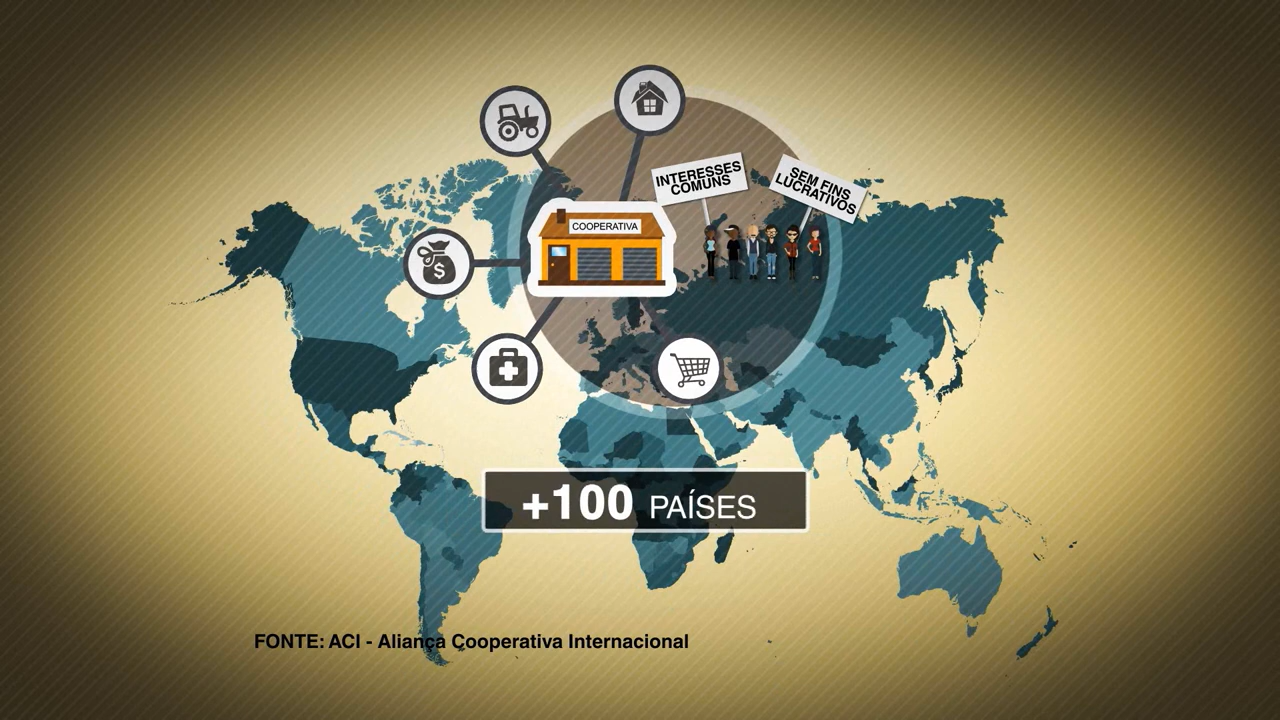 INTERESSES
COMUNS
SEM FINS
LUCRATIVOS
COOPERATIVA
$
+100 PAÍSES
FONTE: ACI - Aliança Cooperativa Internacional